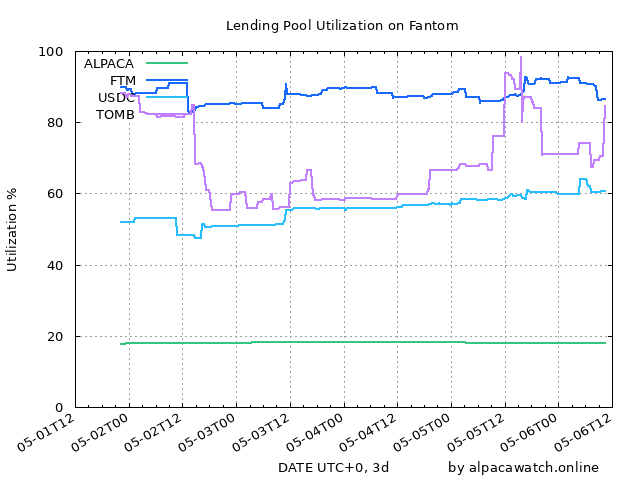 Lending Pool Utilization on Fantom
Utilization %
100
80
60
40
20
0
ALPACA
FTM
USDC
TOMB
05-01T12
05-02T00
05-02T12
05-03T00
05-03T12
05-04T00
05-04T12
05-05T00
05-05T12
05-06T00
05-06T12
DATE UTC+0, 3d
by alpacawatch.online